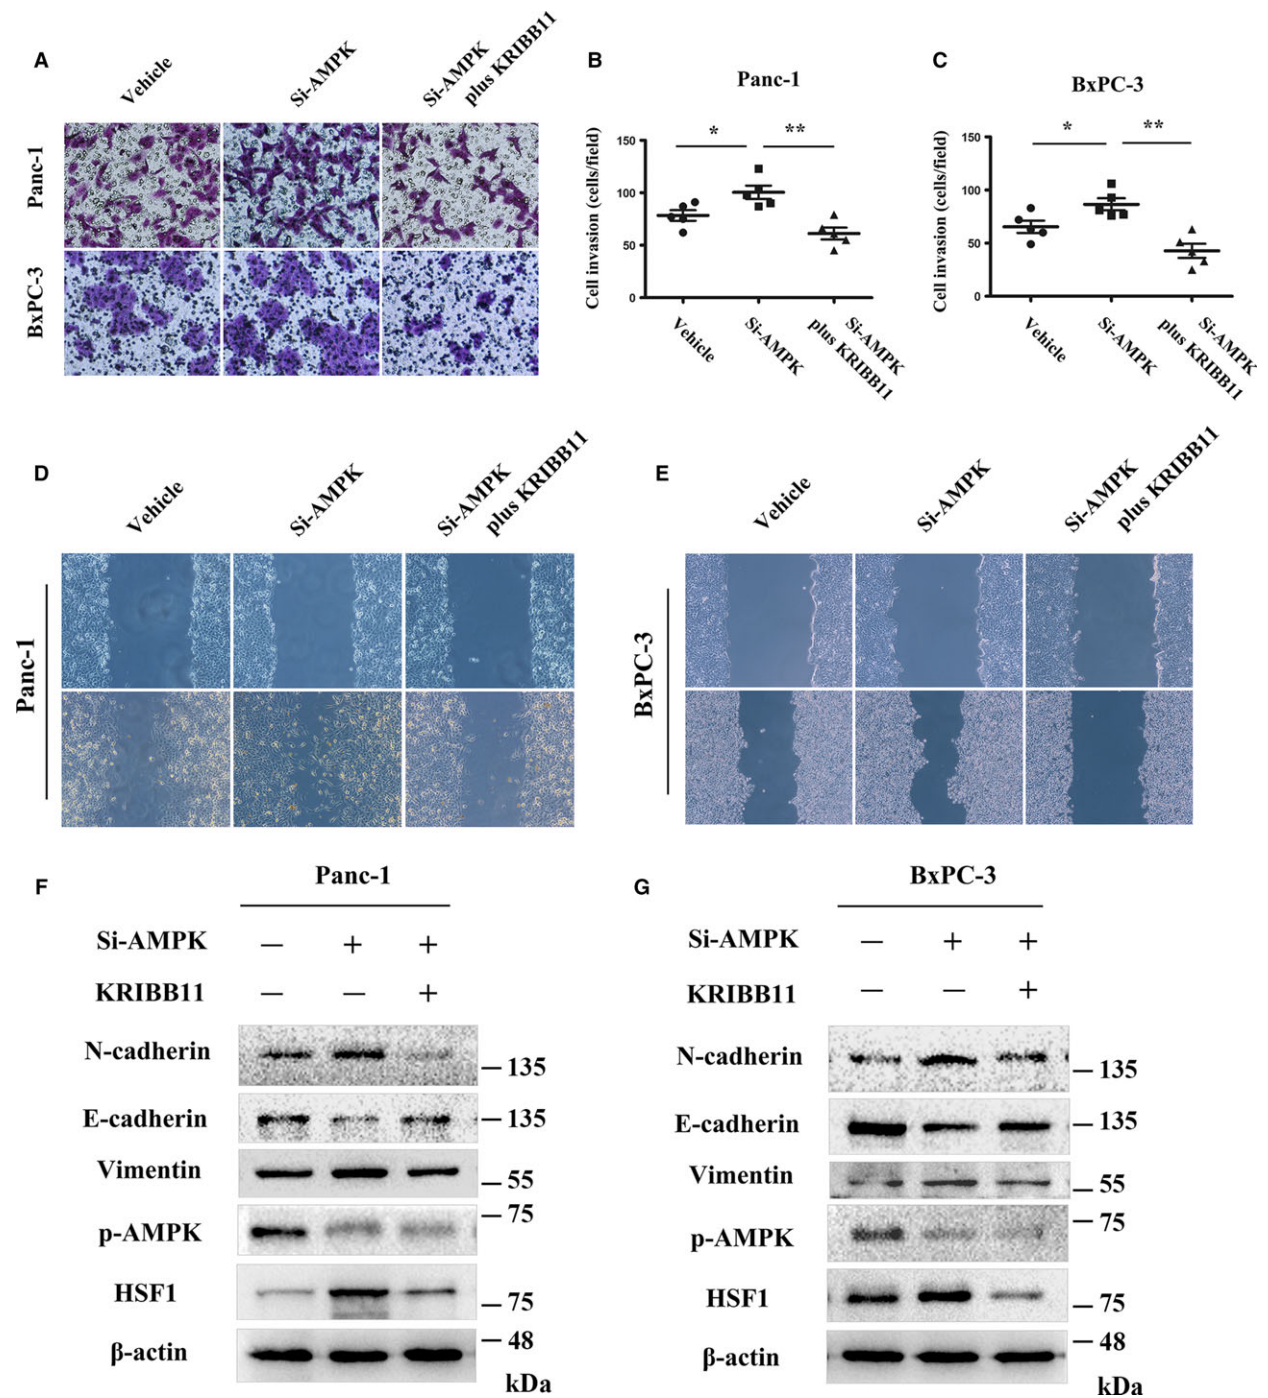 A
Vehicle
Si-AMPK
Si-AMPK
plus KRIBB11
Panc-1
BxPC-3
B
Panc-1
Cell invasion (cells/field)
150
100
50
0
*
**
Vehicle
Si-AMPK
Si-AMPK
plus KRIBB11
C
BxPC-3
Cell invasion (cells/field)
150
100
50
0
*
**
Vehicle
Si-AMPK
Si-AMPK
plus KRIBB11
D
Vehicle
Si-AMPK
Si-AMPK
plus KRIBB11
Panc-1
E
Vehicle
Si-AMPK
Si-AMPK
plus KRIBB11
BxPC-3
F
Panc-1
Si-AMPK — + +
KRIBB11 — — +
N-cadherin — 135
E-cadherin — 135
Vimentin — 55
— 75
p-AMPK
HSF1 — 75
— 48
β-actin
kDa
G
BxPC-3
Si-AMPK — + +
KRIBB11 — — +
N-cadherin — 135
E-cadherin — 135
Vimentin — 55
— 75
p-AMPK
HSF1 — 75
— 48
β-actin
kDa